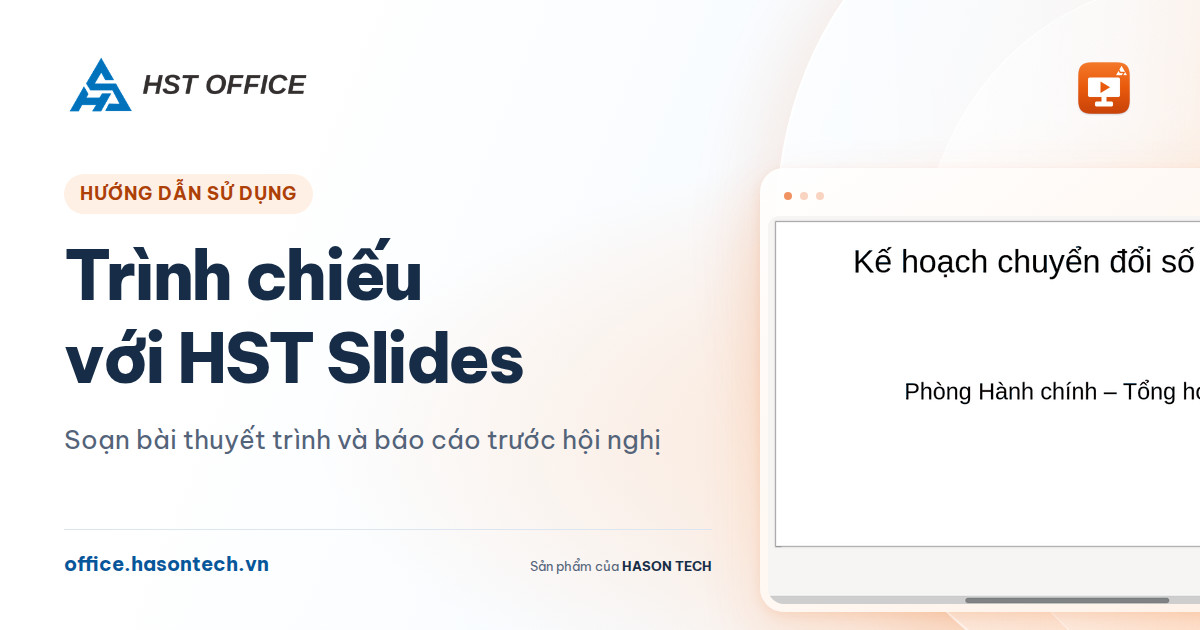 HST OFFICE
HƯỚNG DẪN SỬ DỤNG
Trình chiếu
với HST Slides
Soạn bài thuyết trình và báo cáo trước hội nghị
office.hasontech.vn
Sản phẩm của HASON TECH
Kế hoạch chuyển đổi số
Phòng Hành chính – Tổng